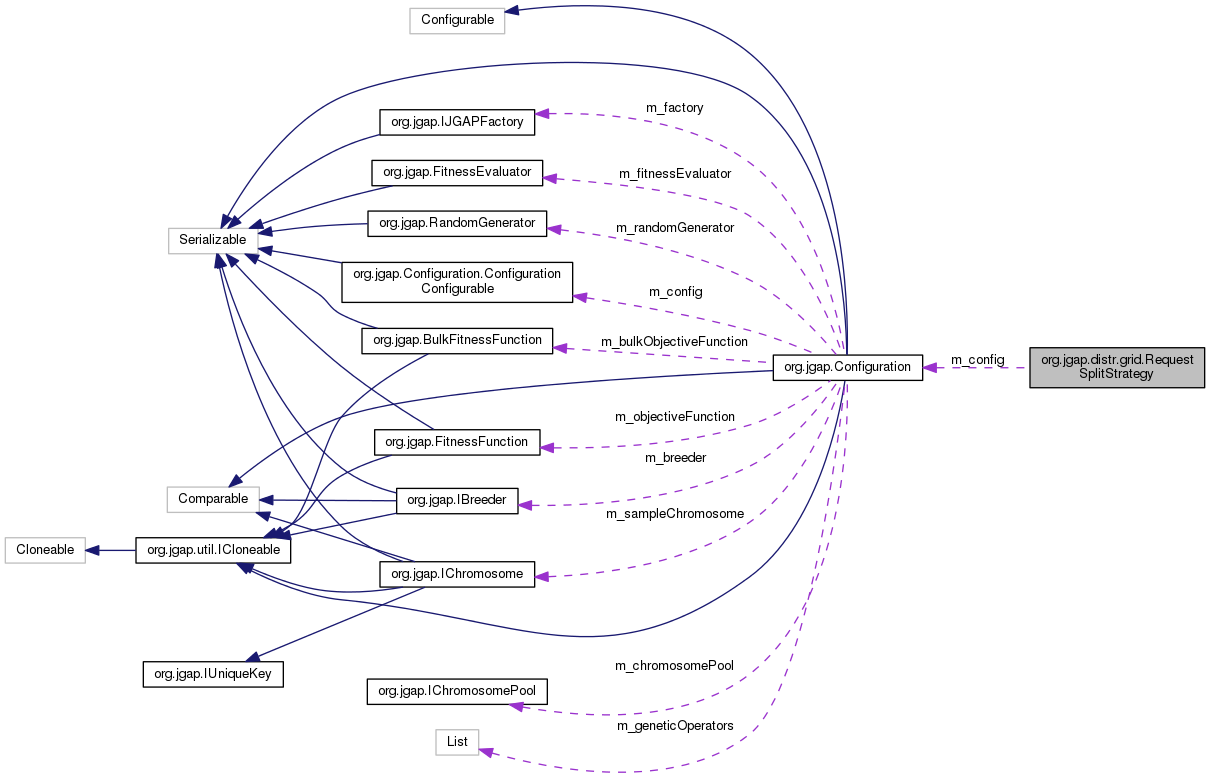 Configurable
m_factory
org.jgap.IJGAPFactory
m_fitnessEvaluator
org.jgap.FitnessEvaluator
m_randomGenerator
org.jgap.RandomGenerator
Serializable
org.jgap.Configuration.Configuration
Configurable
m_config
m_bulkObjectiveFunction
org.jgap.BulkFitnessFunction
org.jgap.Configuration
m_config
org.jgap.distr.grid.Request
SplitStrategy
m_objectiveFunction
org.jgap.FitnessFunction
m_breeder
org.jgap.IBreeder
Comparable
m_sampleChromosome
Cloneable
org.jgap.util.ICloneable
org.jgap.IChromosome
org.jgap.IUniqueKey
m_chromosomePool
org.jgap.IChromosomePool
m_geneticOperators
List